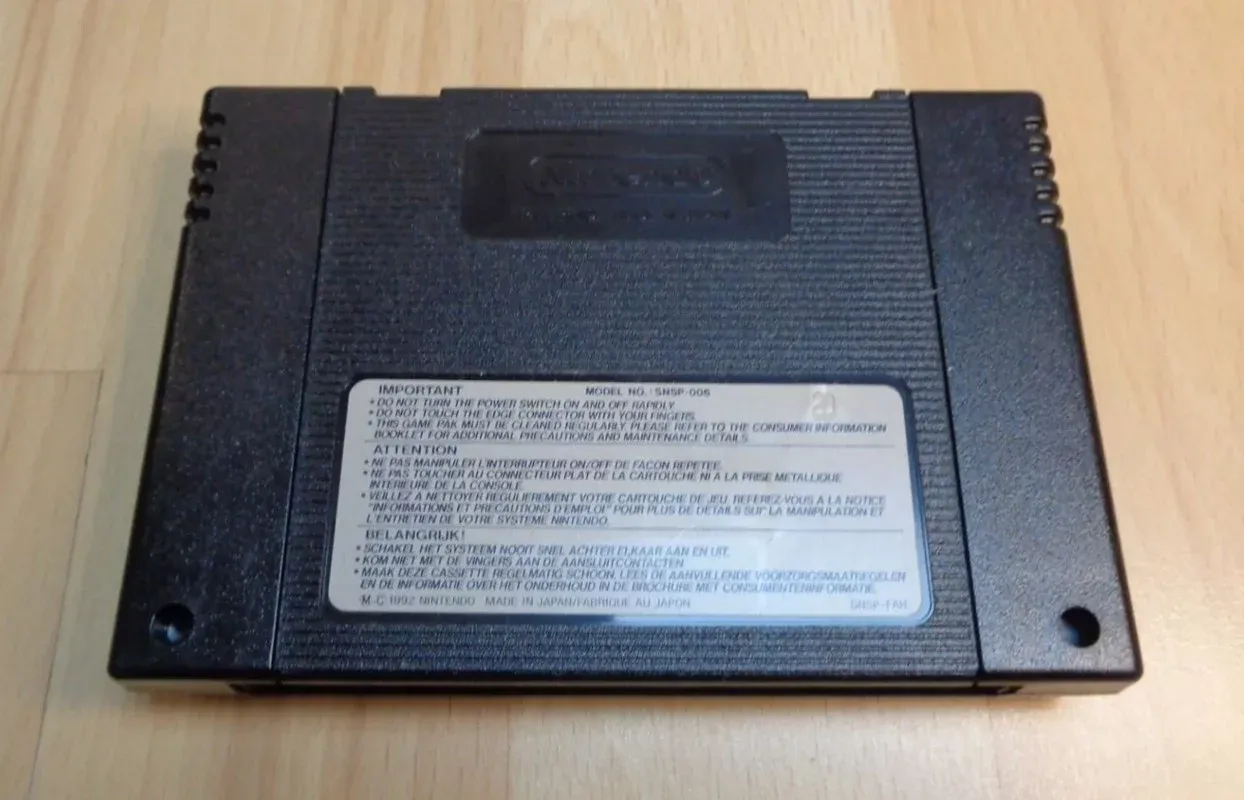 Nintendo
IMPORTANT MODEL NO. : SNSP-006
• DO NOT TURN THE POWER SWITCH ON AND OFF RAPIDLY.
• DO NOT TOUCH THE EDGE CONNECTOR WITH YOUR FINGERS.
• THIS GAME PAK MUST BE CLEANED REGULARLY. PLEASE REFER TO THE CONSUMER INFORMATION
BOOKLET FOR ADDITIONAL PRECAUTIONS AND MAINTENANCE DETAILS.
ATTENTION
• NE PAS MANIPULER L'INTERRUPTEUR ON/OFF DE FACON REPETEE.
• NE PAS TOUCHER AU CONNECTEUR PLAT DE LA CARTOUCHE NI A LA PRISE METALLIQUE
INTERIEURE DE LA CONSOLE.
• VEILLEZ A NETTOYER REGULIEREMENT VOTRE CARTOUCHE DE JEU. REFEREZ-VOUS A LA NOTICE
"INFORMATIONS ET PRECAUTIONS D'EMPLOI" POUR PLUS DE DETAILS SUR LA MANIPULATION ET
L'ENTRETIEN DE VOTRE SYSTEME NINTENDO.
BELANGRIJK!
• SCHAKEL HET SYSTEEM NOOIT SNEL ACHTER ELKAAR AAN EN UIT.
• KOM NIET MET DE VINGERS AAN DE AANSLUITCONTACTEN.
• MAAK DEZE CASSETTE REGELMATIG SCHOON. LEES DE AANVULLENDE VOORZORGSMAATREGELEN
EN DE INFORMATIE OVER HET ONDERHOUD IN DE BROCHURE MET CONSUMENTENINFORMATIE.
M-C 1992 NINTENDO MADE IN JAPAN/FABRIQUE AU JAPON SNSP-FAH